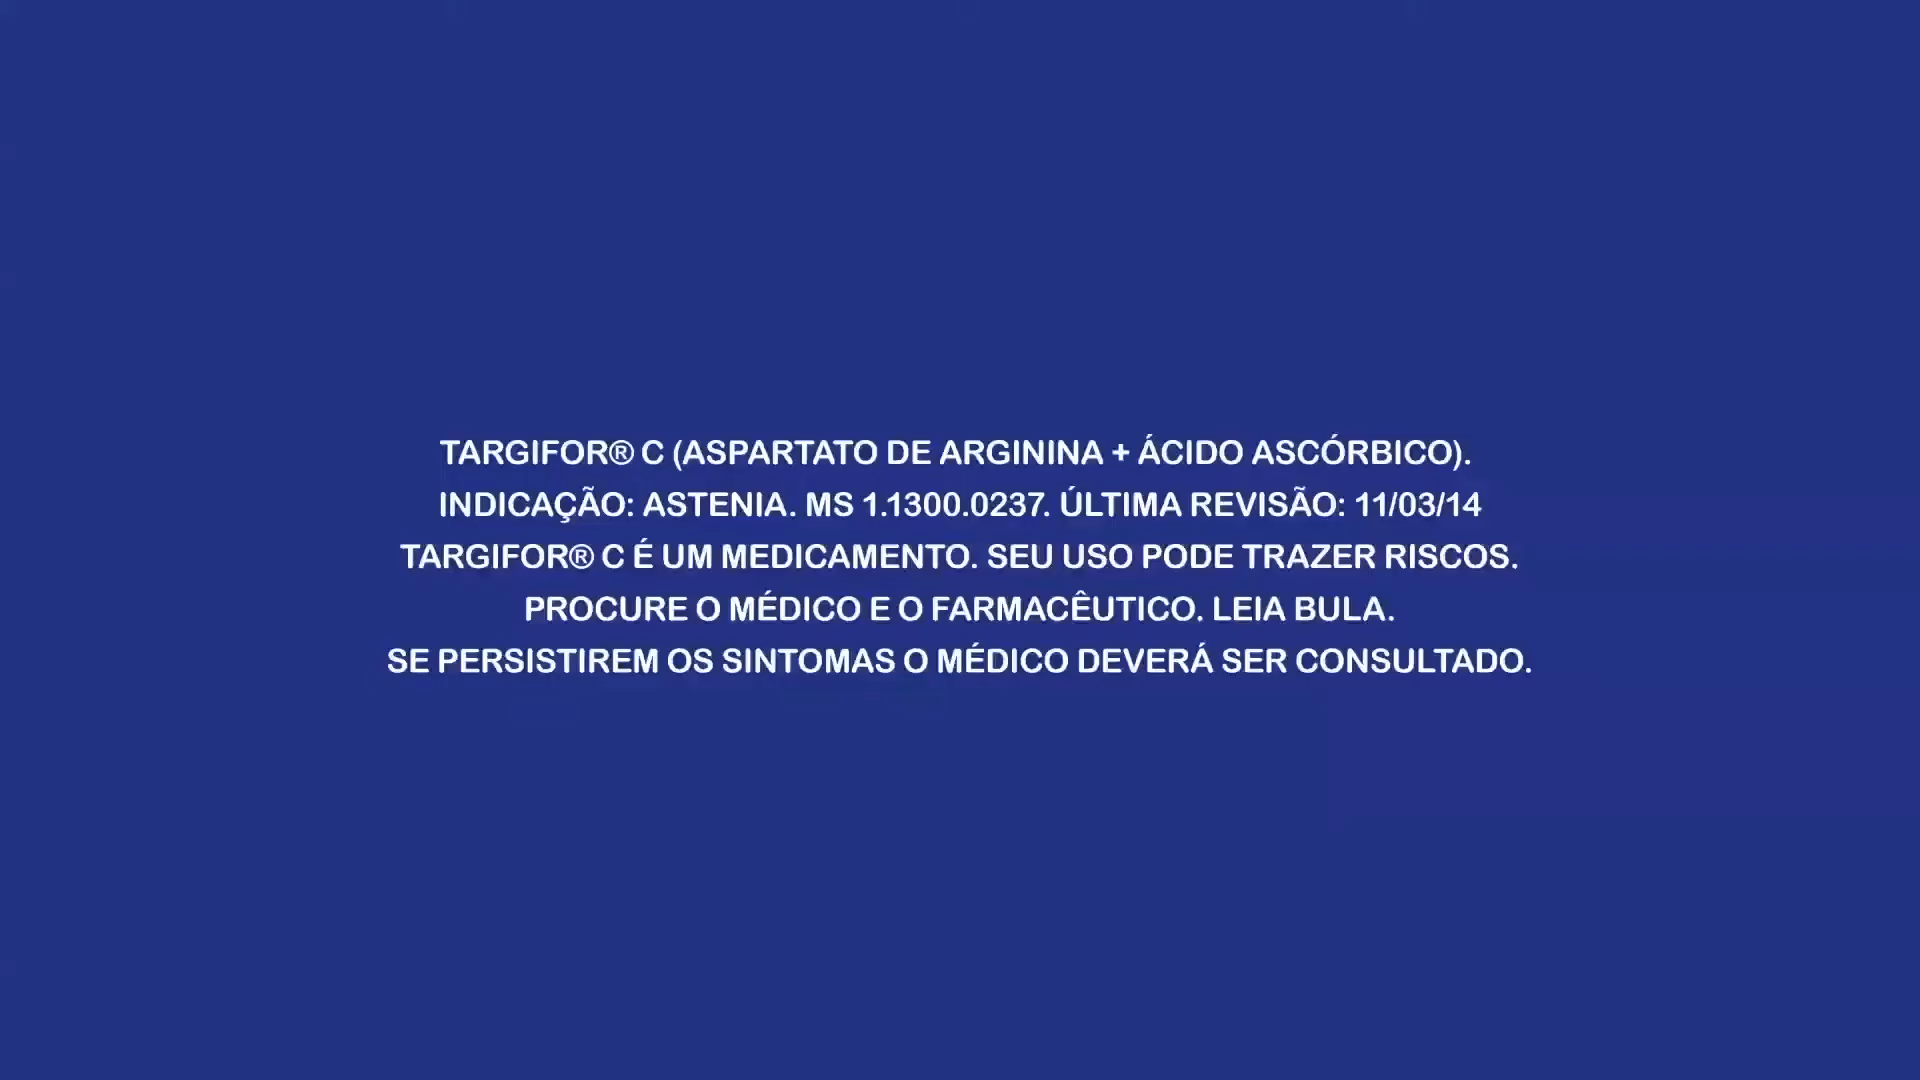 TARGIFOR® C (ASPARTATO DE ARGININA + ÁCIDO ASCÓRBICO).
INDICAÇÃO: ASTENIA. MS 1.1300.0237. ÚLTIMA REVISÃO: 11/03/14
TARGIFOR® C É UM MEDICAMENTO. SEU USO PODE TRAZER RISCOS.
PROCURE O MÉDICO E O FARMACÊUTICO. LEIA BULA.
SE PERSISTIREM OS SINTOMAS O MÉDICO DEVERÁ SER CONSULTADO.